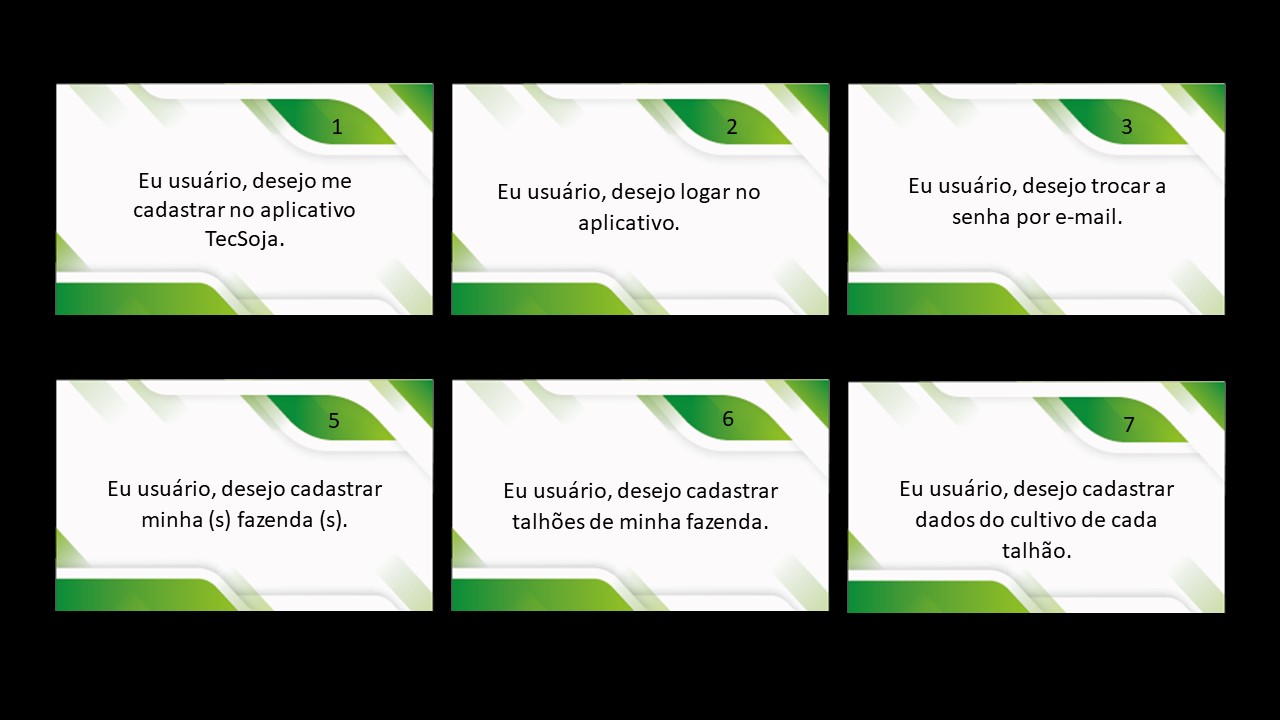 1
Eu usuário, desejo me
cadastrar no aplicativo
TecSoja.
2
Eu usuário, desejo logar no
aplicativo.
3
Eu usuário, desejo trocar a
senha por e-mail.
5
Eu usuário, desejo cadastrar
minha (s) fazenda (s).
6
Eu usuário, desejo cadastrar
talhões de minha fazenda.
7
Eu usuário, desejo cadastrar
dados do cultivo de cada
talhão.